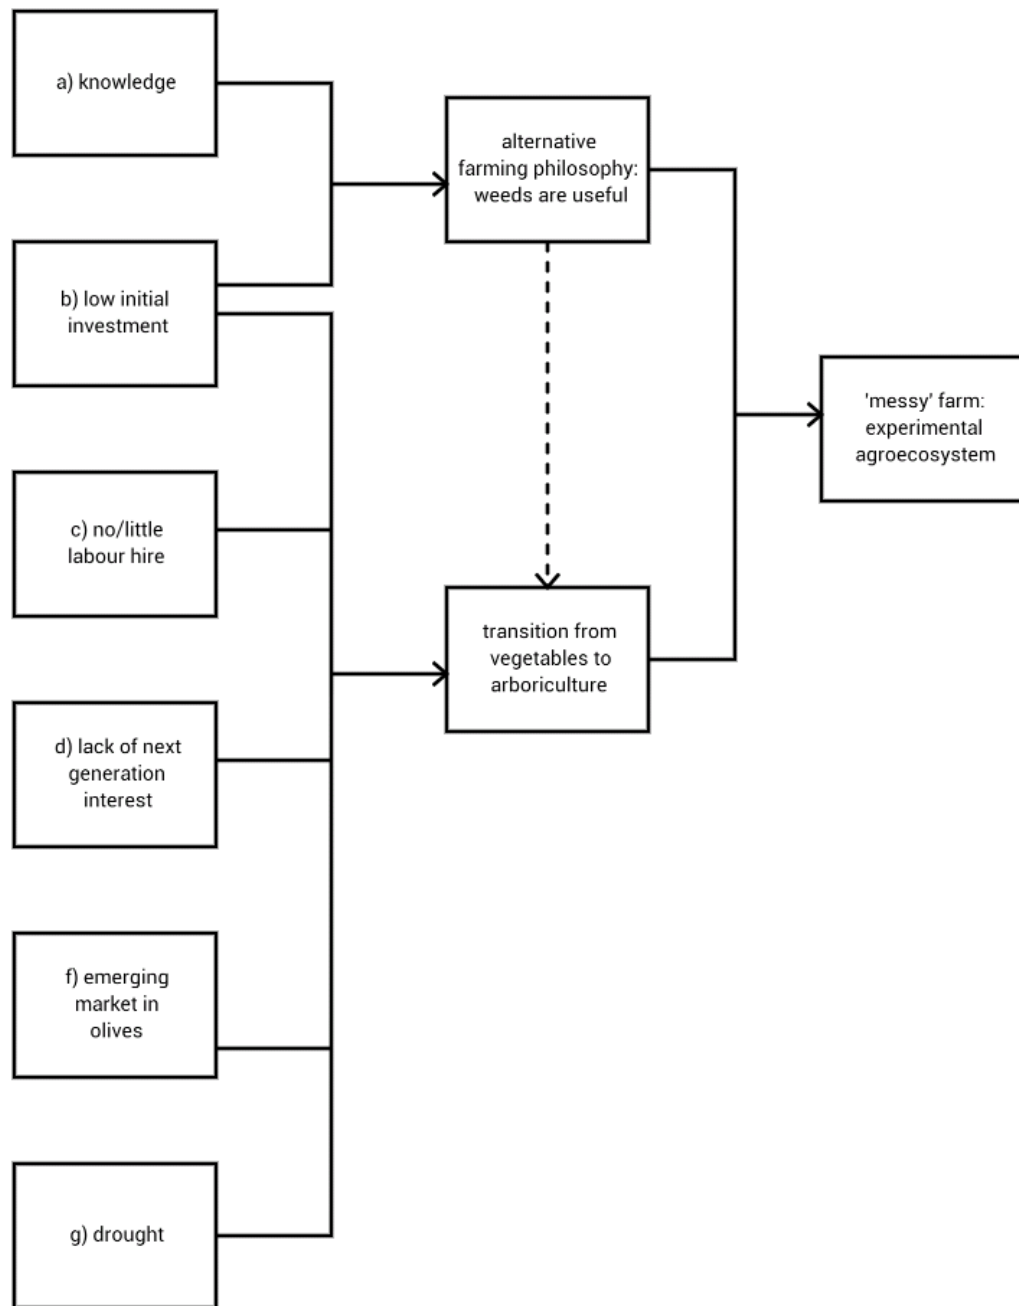 a) knowledge
alternative
farming philosophy:
weeds are useful
b) low initial
investment
'messy' farm:
experimental
agroecosystem
c) no/little
labour hire
transition from
vegetables to
arboriculture
d) lack of next
generation
interest
f) emerging
market in
olives
g) drought